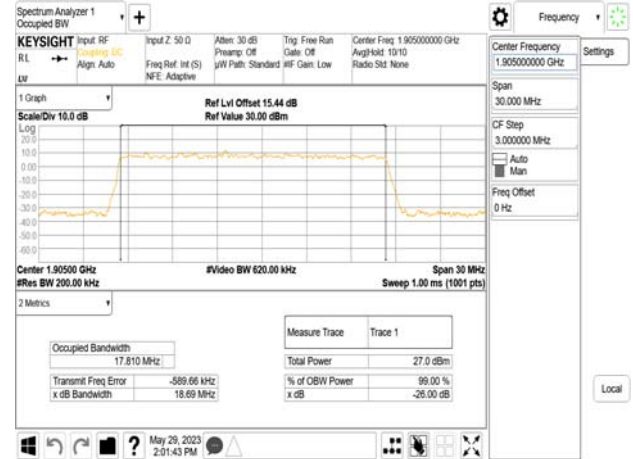 Spectrum Analyzer 1
Occupied BW
Frequency
KEYSIGHT
RL
Input: RF
Coupling: DC
Align: Auto
Input Z: 50 Ω
Freq Ref: Int (S)
NFE: Adaptive
Atten: 30 dB
Preamp: Off
µW Path: Standard
Trig: Free Run
Gate: Off
#IF Gain: Low
Center Freq: 1.905000000 GHz
Avg|Hold: 10/10
Radio Std: None
1 Graph
Scale/Div 10.0 dB
Ref Lvl Offset 15.44 dB
Ref Value 30.00 dBm
Log
20.0
10.0
0.00
-10.0
-20.0
-30.0
-40.0
-50.0
-60.0
Center 1.90500 GHz
#Res BW 200.00 kHz
#Video BW 620.00 kHz
Span 30 MHz
Sweep 1.00 ms (1001 pts)
2 Metrics
Occupied Bandwidth
17.810 MHz
Transmit Freq Error -589.66 kHz
x dB Bandwidth 18.69 MHz
Measure Trace Trace 1
Total Power 27.0 dBm
% of OBW Power 99.00 %
x dB -26.00 dB
May 29, 2023
2:01:43 PM
Center Frequency
1.905000000 GHz
Settings
Span
30.000 MHz
CF Step
3.000000 MHz
Auto
Man
Freq Offset
0 Hz
Local